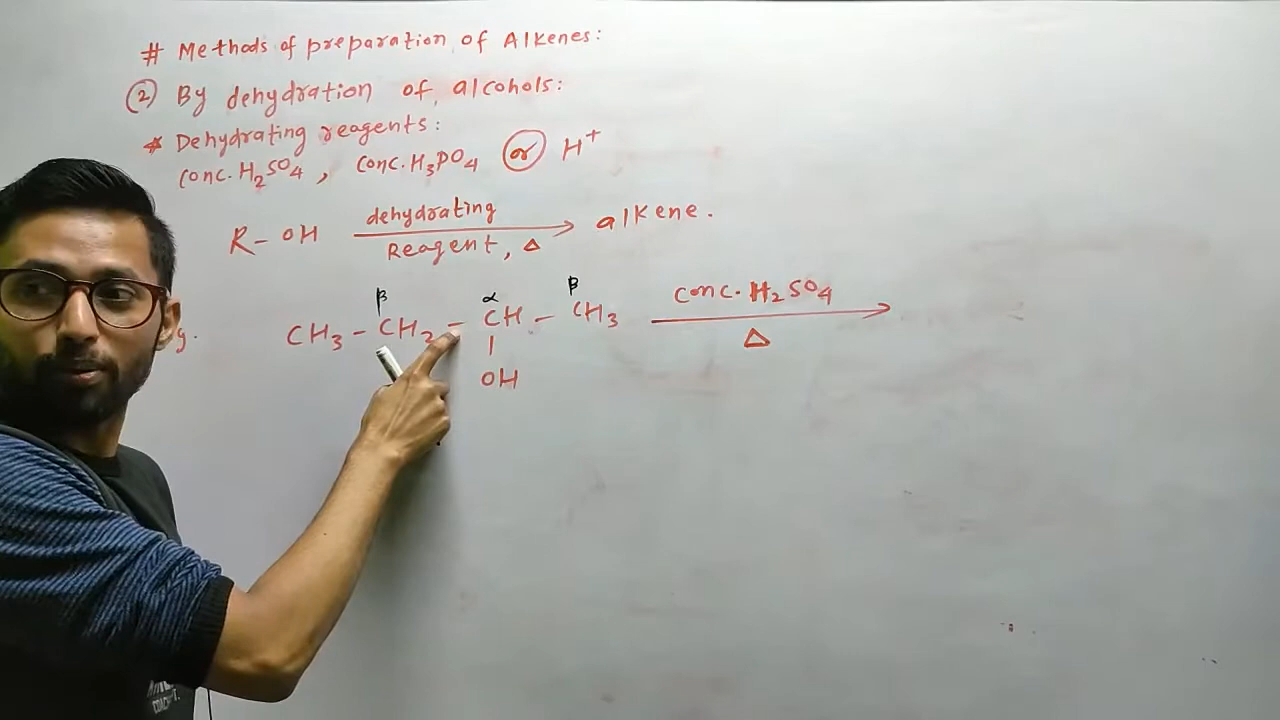 # Methods of preparation of Alkenes:
(2) By dehydration of alcohols:
* Dehydrating reagents:
conc. H2SO4, conc. H3PO4 or H+
R-OH dehydrating Reagent, Δ alkene.
β α β
g. CH3-CH2-CH-CH3 conc. H2SO4
Δ
OH